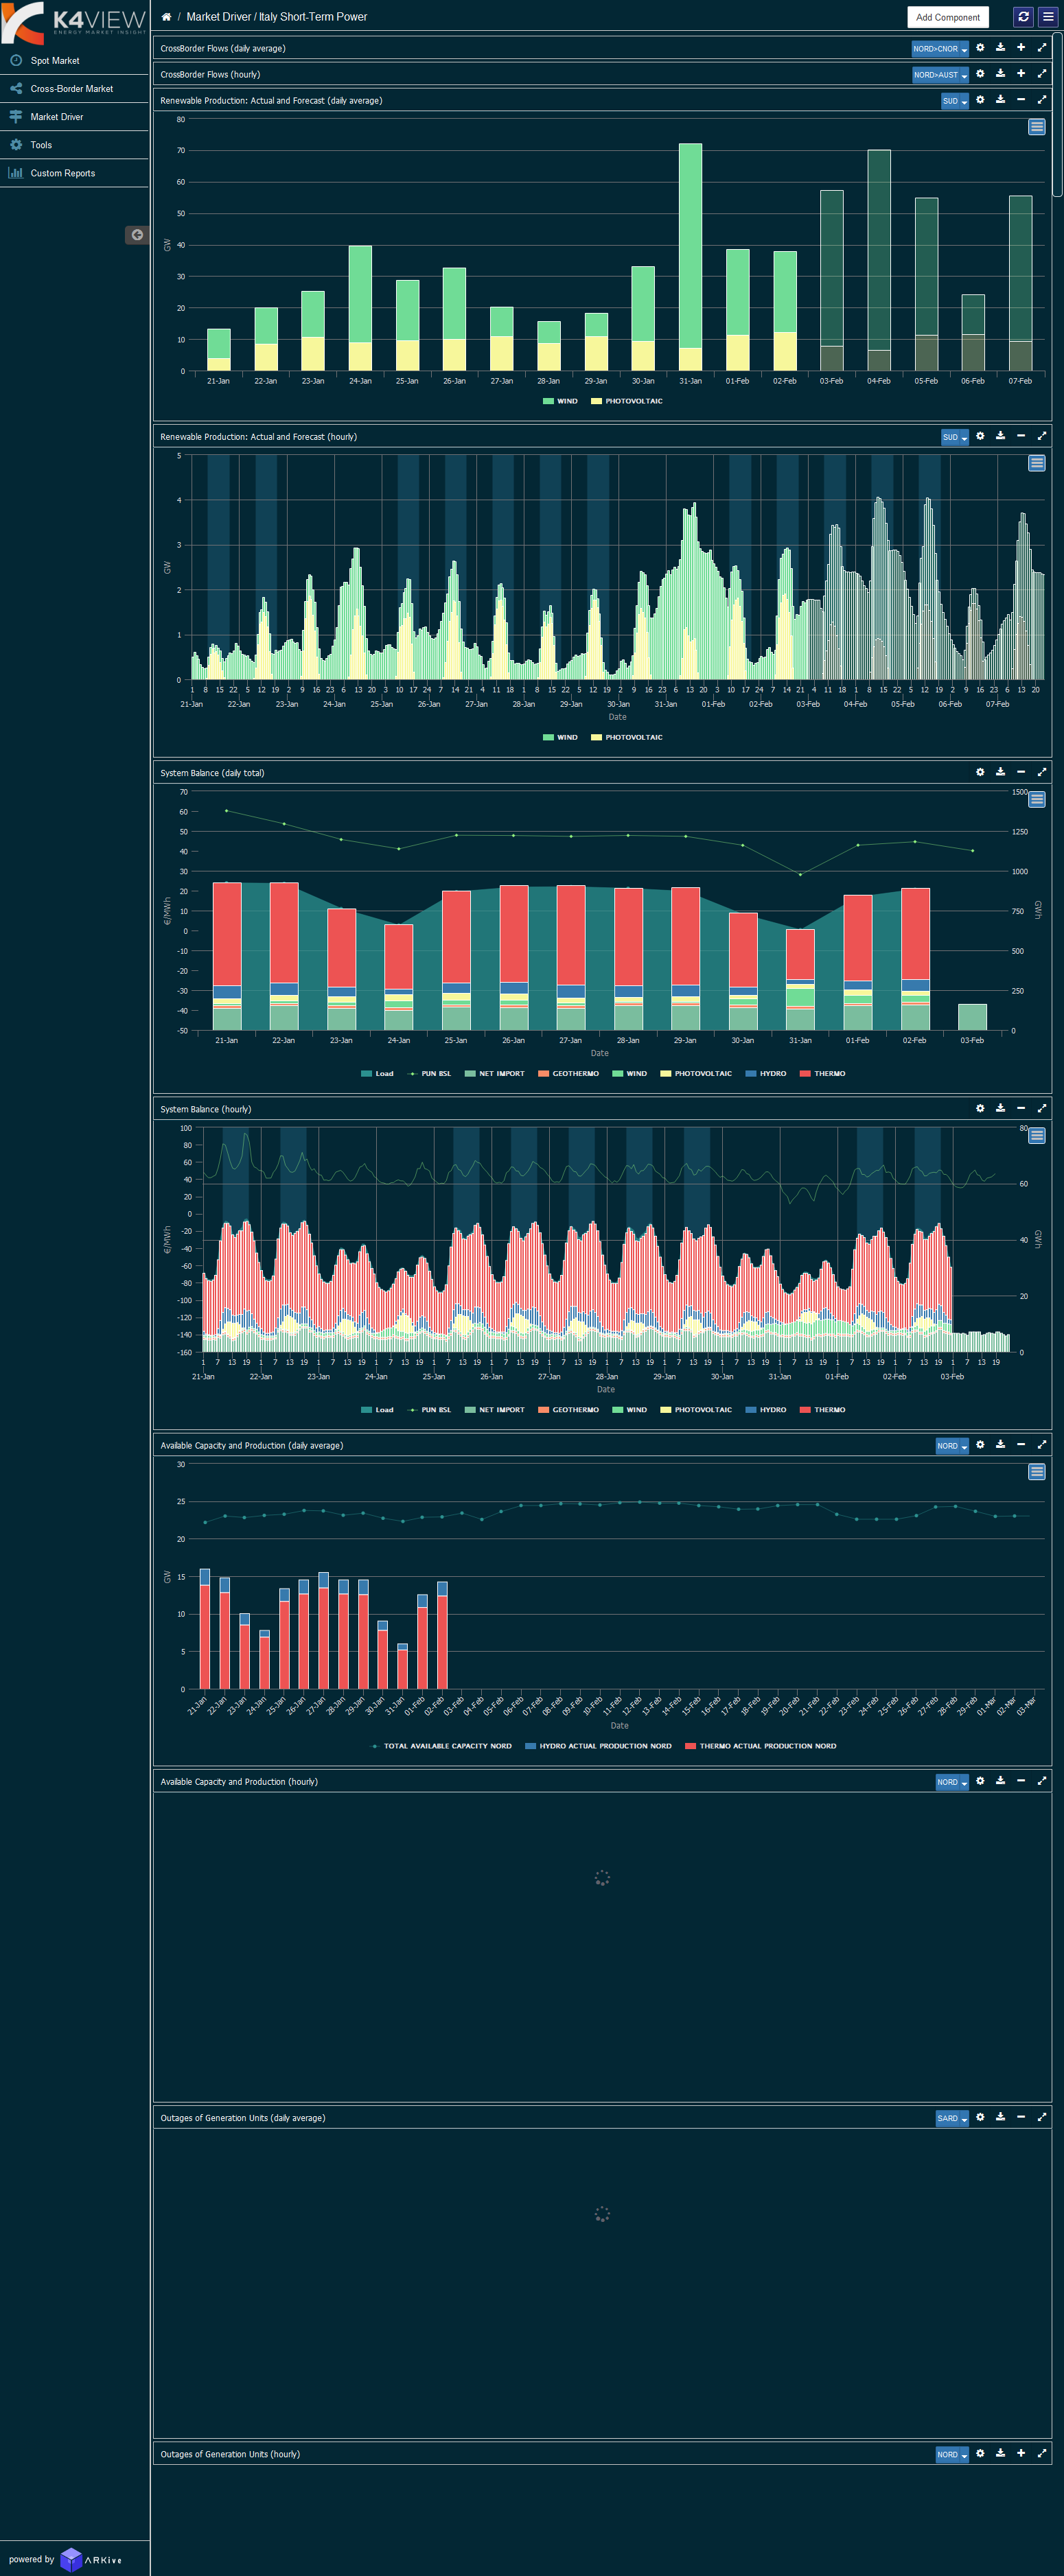 K4VIEW
ENERGY MARKET INSIGHT
Market Driver / Italy Short-Term Power
Add Component
Spot Market
Cross-Border Market
Market Driver
Tools
Custom Reports
CrossBorder Flows (daily average)
NORD>CNOR
CrossBorder Flows (hourly)
NORD>AUST
Renewable Production: Actual and Forecast (daily average)
SUD
80
70
60
50
40
30
20
10
0
GW
21-Jan 22-Jan 23-Jan 24-Jan 25-Jan 26-Jan 27-Jan 28-Jan 29-Jan 30-Jan 31-Jan 01-Feb 02-Feb 03-Feb 04-Feb 05-Feb 06-Feb 07-Feb
WIND PHOTOVOLTAIC
Renewable Production: Actual and Forecast (hourly)
SUD
5
4
3
2
1
0
GW
1 8 15 22 5 12 19 2 9 16 23 6 13 20 3 10 17 24 7 14 21 4 11 18 1 8 15 22 5 12 19 2 9 16 23 6 13 20 3 10 17 24 7 14 21 4 11 18 1 8 15 22 5 12 19 2 9 16 23 6 13 20
21-Jan 22-Jan 23-Jan 24-Jan 25-Jan 26-Jan 27-Jan 28-Jan 29-Jan 30-Jan 31-Jan 01-Feb 02-Feb 03-Feb 04-Feb 05-Feb 06-Feb 07-Feb
Date
WIND PHOTOVOLTAIC
System Balance (daily total)
70 1500
60
50 1250
40
30 1000
20
10 750
0
-10 500
-20
-30 250
-40
-50 0
€/MWh
GWh
21-Jan 22-Jan 23-Jan 24-Jan 25-Jan 26-Jan 27-Jan 28-Jan 29-Jan 30-Jan 31-Jan 01-Feb 02-Feb 03-Feb
Date
Load PUN BSL NET IMPORT GEOTHERMO WIND PHOTOVOLTAIC HYDRO THERMO
System Balance (hourly)
100 80
80
60
40 60
20
0
-20
-40 40
-60
-80
-100 20
-120
-140
-160 0
€/MWh
GWh
1 7 13 19 1 7 13 19 1 7 13 19 1 7 13 19 1 7 13 19 1 7 13 19 1 7 13 19 1 7 13 19 1 7 13 19 1 7 13 19 1 7 13 19 1 7 13 19 1 7 13 19 1 7 13 19
21-Jan 22-Jan 23-Jan 24-Jan 25-Jan 26-Jan 27-Jan 28-Jan 29-Jan 30-Jan 31-Jan 01-Feb 02-Feb 03-Feb
Date
Load PUN BSL NET IMPORT GEOTHERMO WIND PHOTOVOLTAIC HYDRO THERMO
Available Capacity and Production (daily average)
NORD
30
25
20
15
10
5
0
GW
21-Jan 22-Jan 23-Jan 24-Jan 25-Jan 26-Jan 27-Jan 28-Jan 29-Jan 30-Jan 31-Jan 01-Feb 02-Feb 03-Feb 04-Feb 05-Feb 06-Feb 07-Feb 08-Feb 09-Feb 10-Feb 11-Feb 12-Feb 13-Feb 14-Feb 15-Feb 16-Feb 17-Feb 18-Feb 19-Feb 20-Feb 21-Feb 22-Feb 23-Feb 24-Feb 25-Feb 26-Feb 27-Feb 28-Feb 29-Feb 01-Mar 02-Mar 03-Mar
Date
TOTAL AVAILABLE CAPACITY NORD HYDRO ACTUAL PRODUCTION NORD THERMO ACTUAL PRODUCTION NORD
Available Capacity and Production (hourly)
NORD
Outages of Generation Units (daily average)
SARD
Outages of Generation Units (hourly)
NORD
powered by ARKive